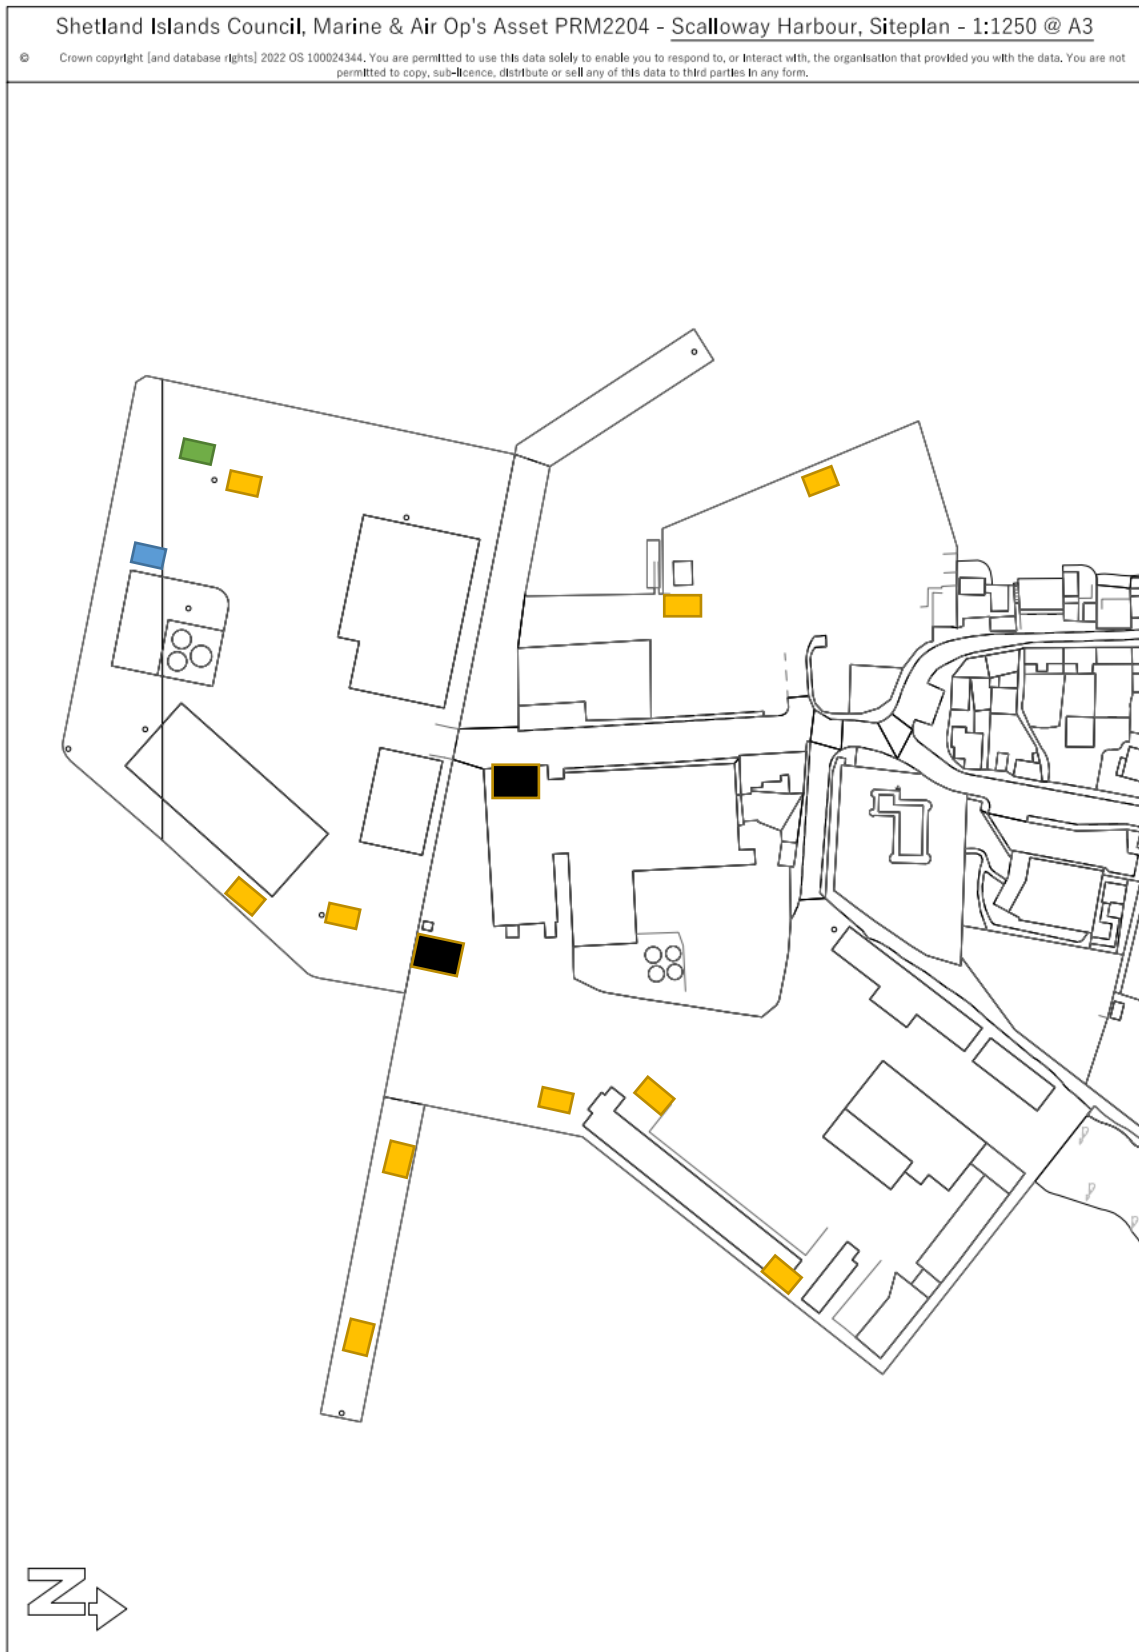 Shetland Islands Council, Marine & Air Op's Asset PRM2204 - Scalloway Harbour, Siteplan - 1:1250 @ A3
© Crown copyright [and database rights] 2022 OS 100024344. You are permitted to use this data solely to enable you to respond to, or interact with, the organisation that provided you with the data. You are not
permitted to copy, sub-licence, distribute or sell any of this data to third parties in any form.
N